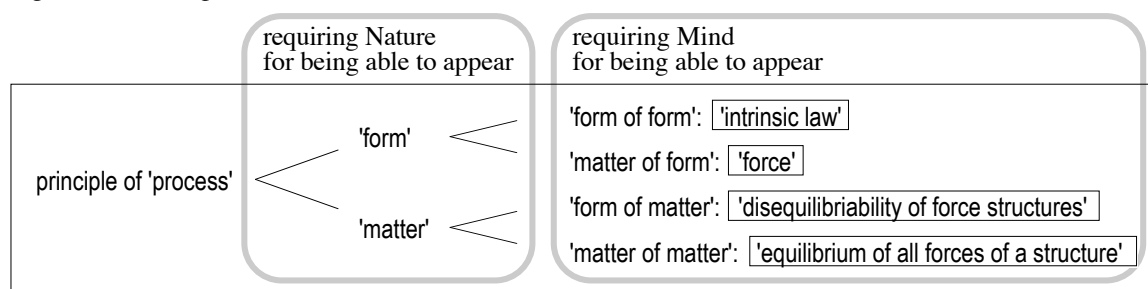 requiring Nature
for being able to appear
requiring Mind
for being able to appear
principle of 'process'
'form'
'matter'
'form of form': 'intrinsic law'
'matter of form': 'force'
'form of matter': 'disequilibriability of force structures'
'matter of matter': 'equilibrium of all forces of a structure'